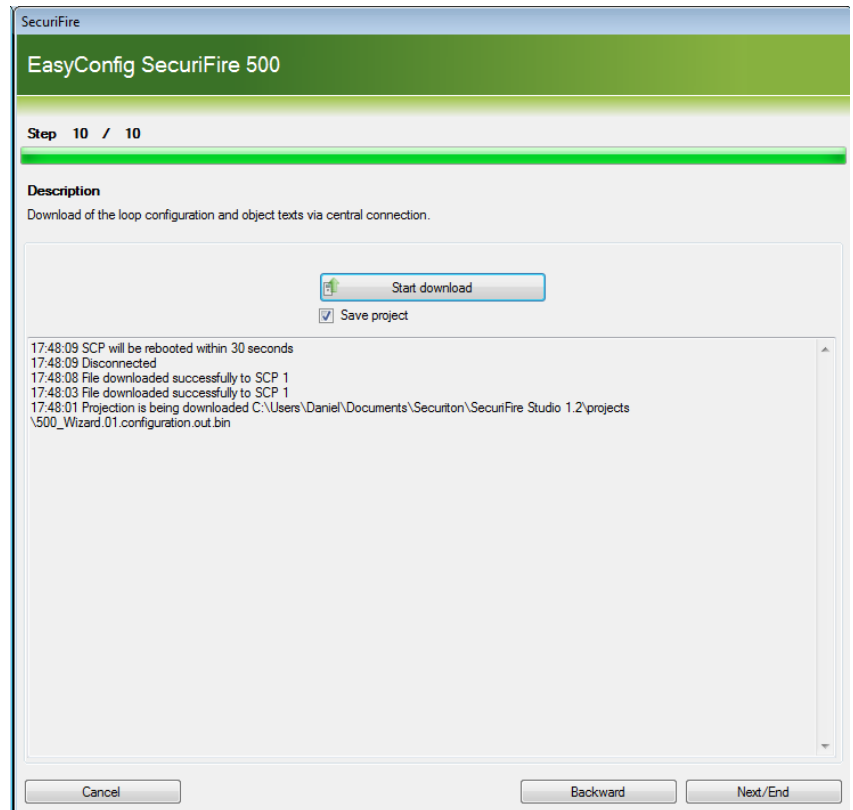 SecuriFire
EasyConfig SecuriFire 500
Step 10 / 10
Description
Download of the loop configuration and object texts via central connection.
Start download
Save project
17:48:09 SCP will be rebooted within 30 seconds
17:48:09 Disconnected
17:48:08 File downloaded successfully to SCP 1
17:48:03 File downloaded successfully to SCP 1
17:48:01 Projection is being downloaded C:\Users\Daniel\Documents\Securiton\SecuriFire Studio 1.2\projects
\500_Wizard.01.configuration.out.bin
Cancel
Backward
Next/End